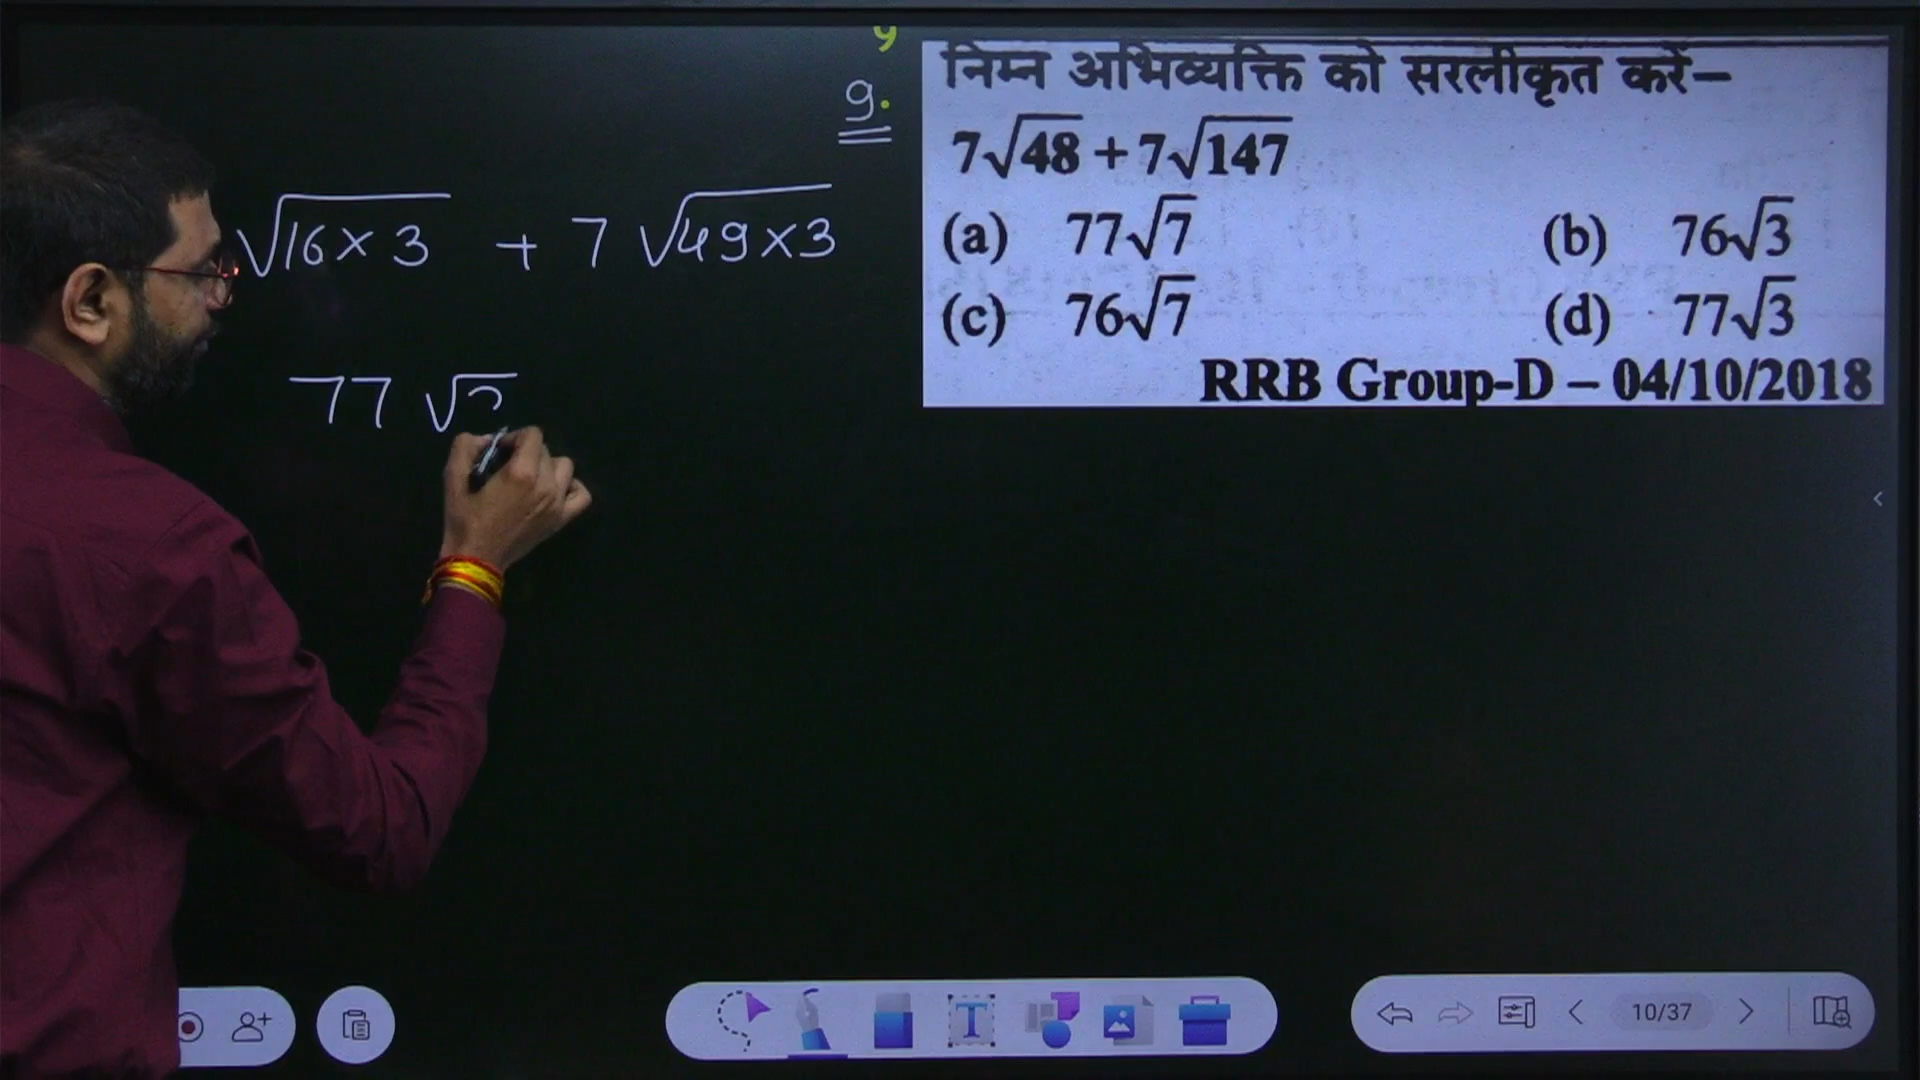 9.
निम्न अभिव्यक्ति को सरलीकृत करें–
7√48 + 7√147
(a) 77√7 (b) 76√3
(c) 76√7 (d) 77√3
RRB Group-D – 04/10/2018
√16 × 3 + 7 √49 × 3
77 √
T
10/37